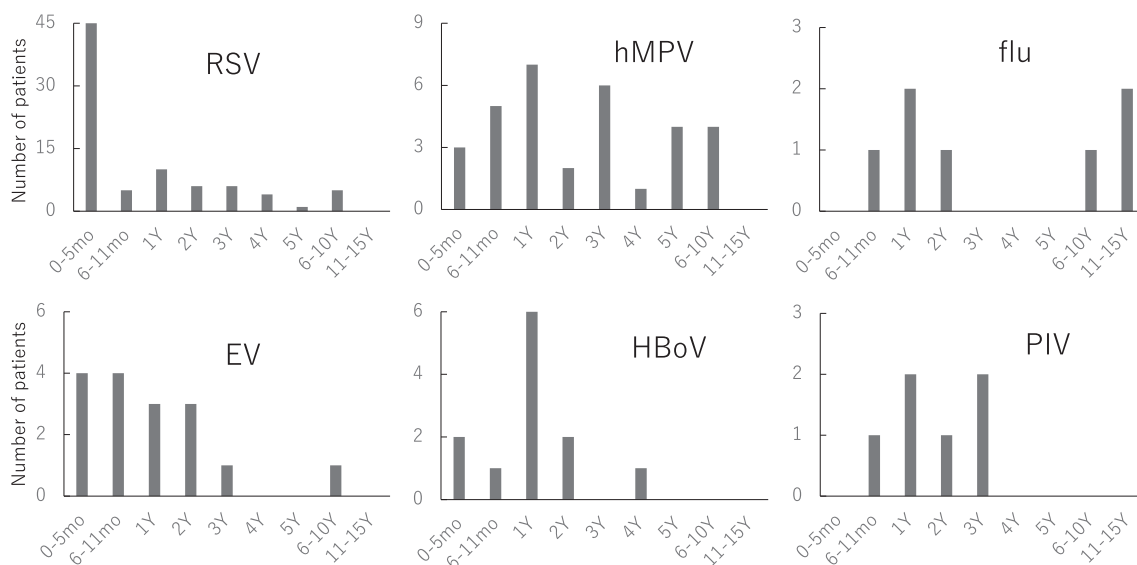 RSV
Number of patients
45
30
15
0
0-5mo
6-11mo
1Y
2Y
3Y
4Y
5Y
6-10Y
11-15Y
hMPV
9
6
3
0
0-5mo
6-11mo
1Y
2Y
3Y
4Y
5Y
6-10Y
11-15Y
flu
3
2
1
0
0-5mo
6-11mo
1Y
2Y
3Y
4Y
5Y
6-10Y
11-15Y
EV
Number of patients
6
4
2
0
0-5mo
6-11mo
1Y
2Y
3Y
4Y
5Y
6-10Y
11-15Y
HBoV
6
4
2
0
0-5mo
6-11mo
1Y
2Y
3Y
4Y
5Y
6-10Y
11-15Y
PIV
3
2
1
0
0-5mo
6-11mo
1Y
2Y
3Y
4Y
5Y
6-10Y
11-15Y